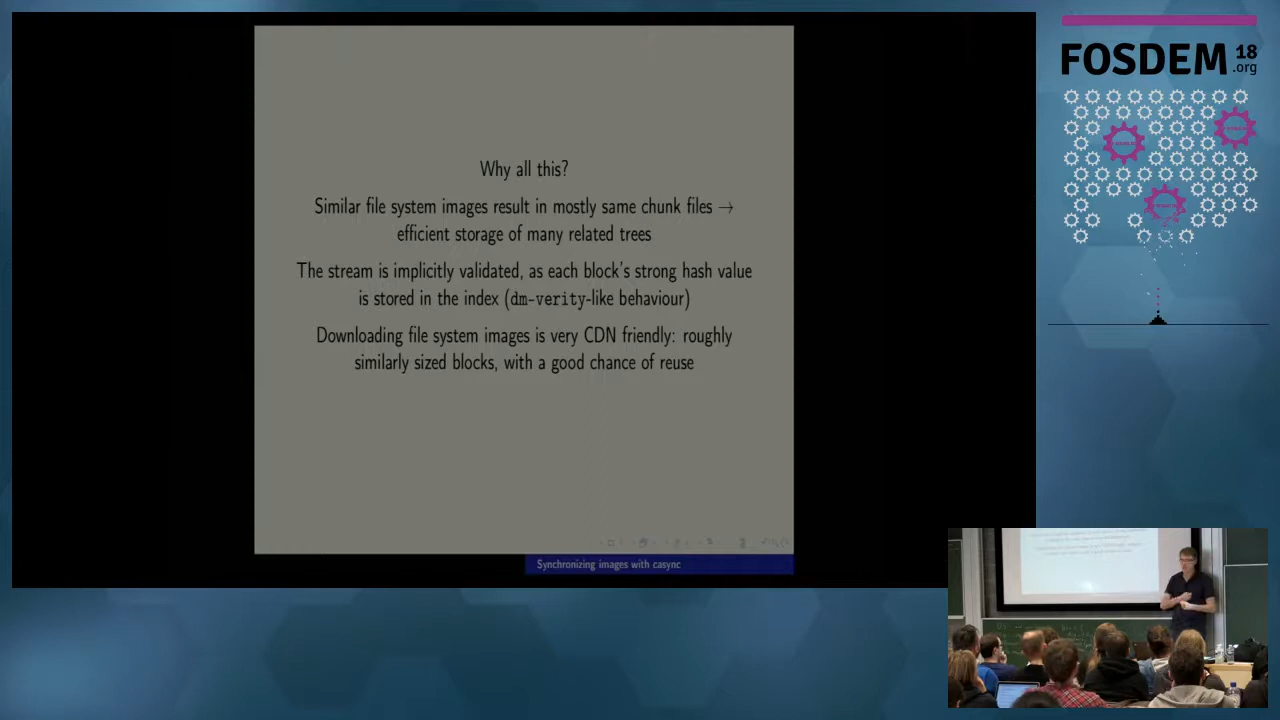 Why all this?
Similar file system images result in mostly same chunk files →
efficient storage of many related trees
The stream is implicitly validated, as each block's strong hash value
is stored in the index (dm-verity-like behaviour)
Downloading file system images is very CDN friendly: roughly
similarly sized blocks, with a good chance of reuse
Synchronizing images with casync
FOSDEM 18
.org